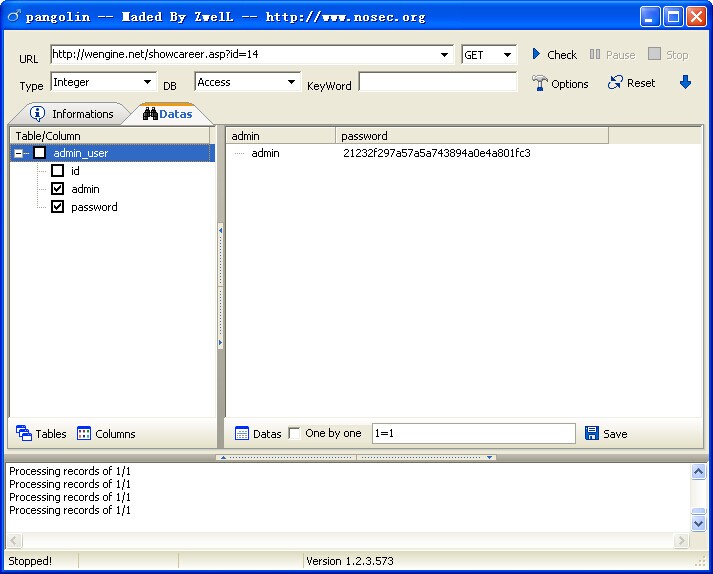 pangolin -- Maded By ZwelL -- http://www.nosec.org
URL http://wengine.net/showcareer.asp?id=14 GET Check Pause Stop
Type Integer DB Access KeyWord Options Reset
Informations Datas
Table/Column admin password
admin_user admin 21232f297a57a5a743894a0e4a801fc3
id
admin
password
Tables Columns Datas One by one 1=1 Save
Processing records of 1/1
Processing records of 1/1
Processing records of 1/1
Processing records of 1/1
Stopped! Version 1.2.3.573